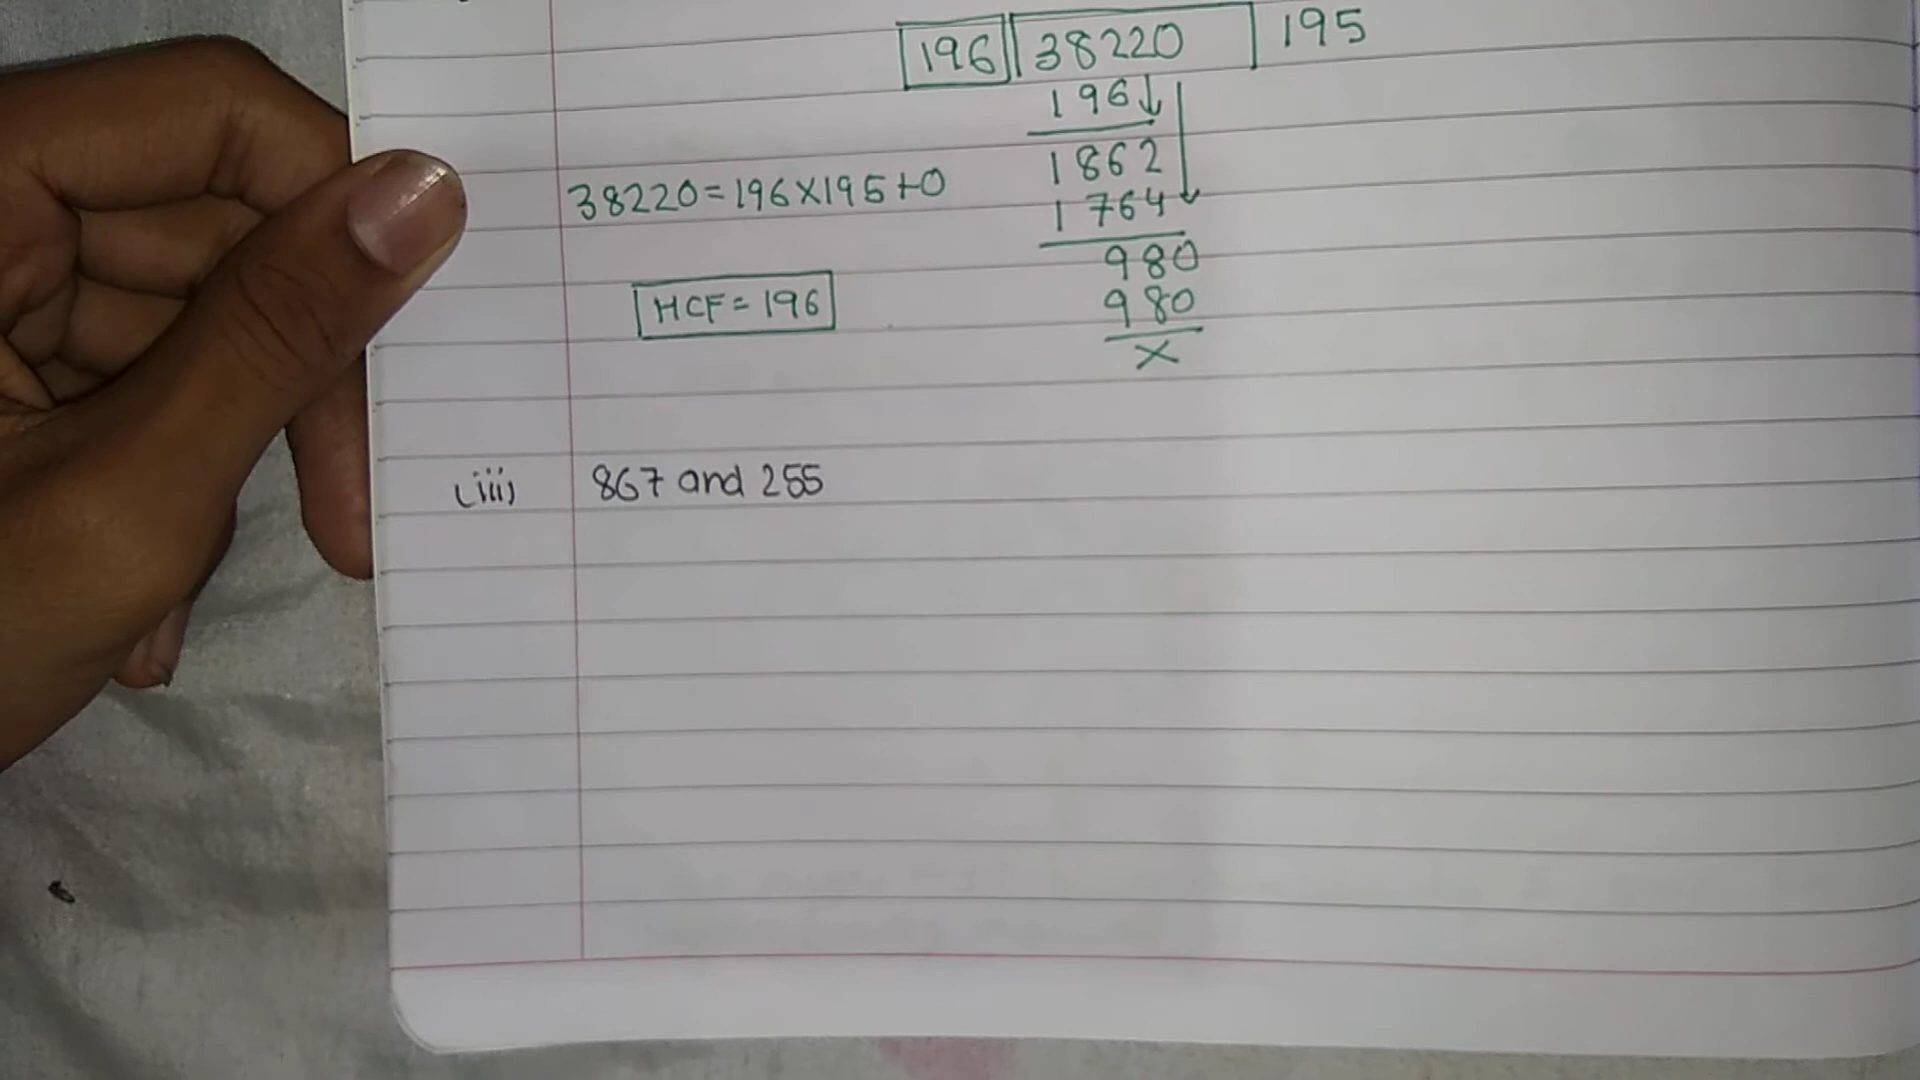 196 38220 195
196
1862
38220=196×195+0
1764
980
HCF=196
980
×
(iii) 867 and 255